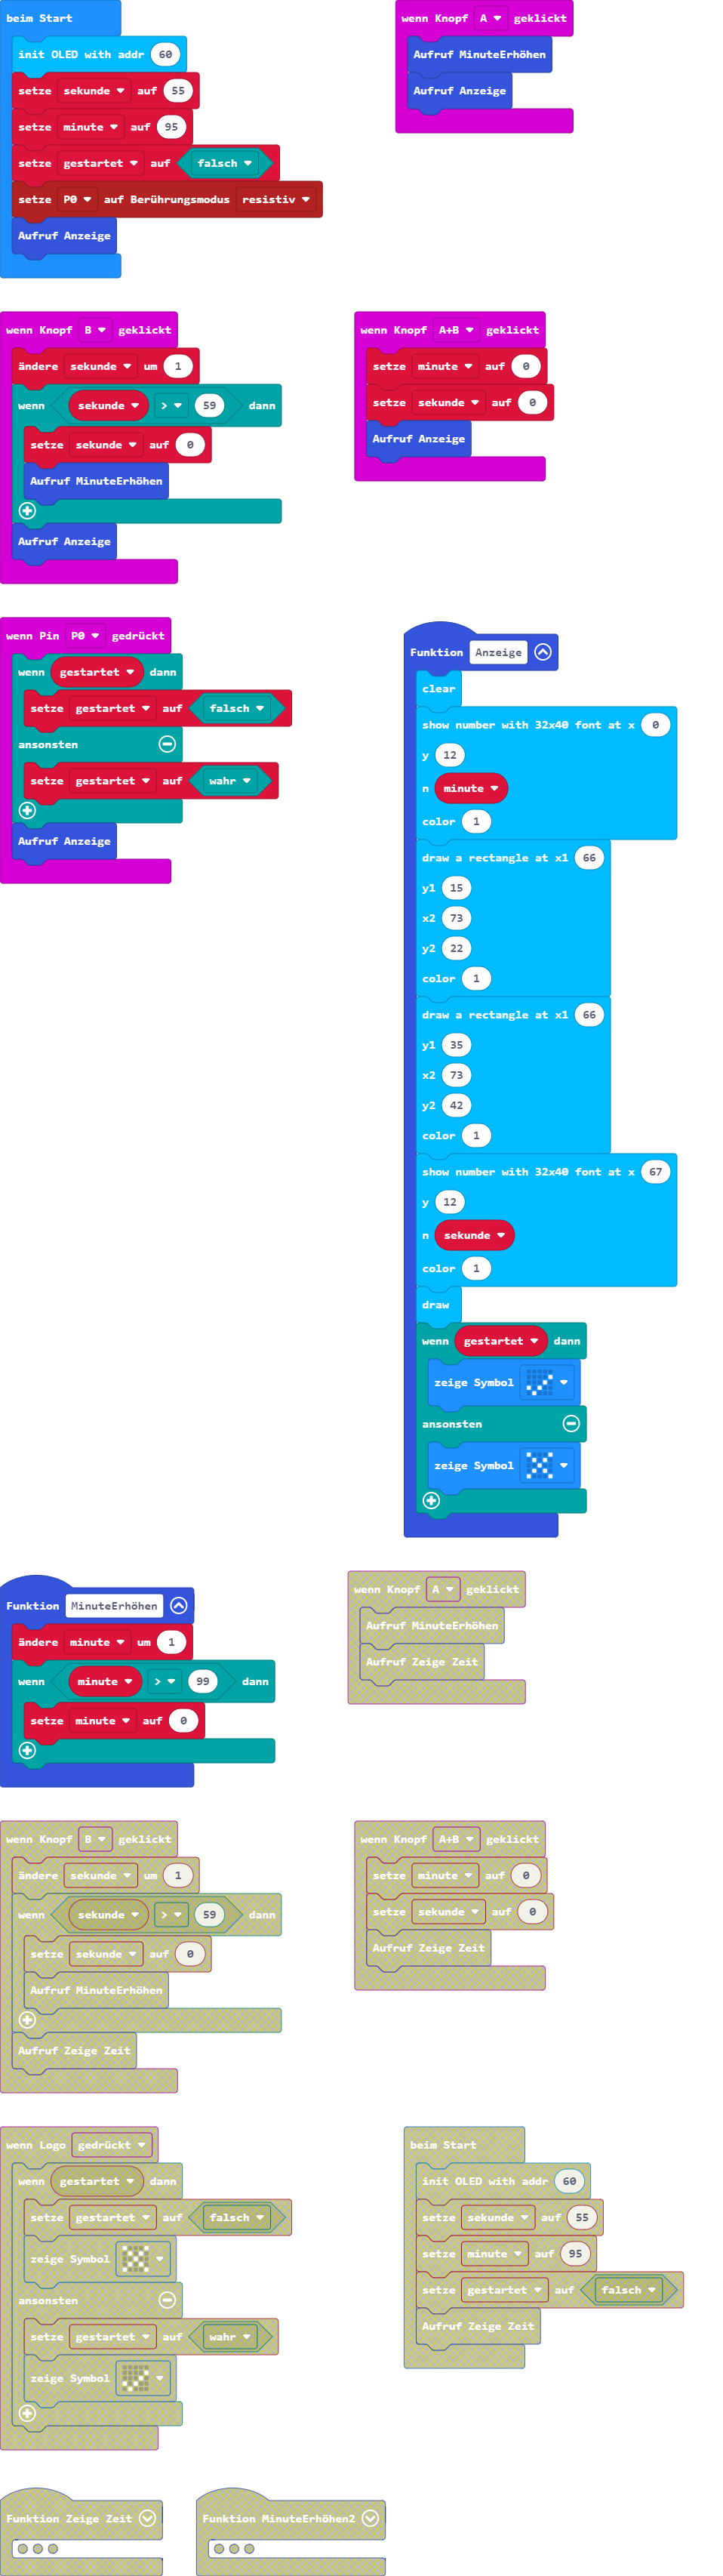 beim Start
init OLED with addr 60
setze sekunde auf 55
setze minute auf 95
setze gestartet auf falsch
setze P0 auf Berührungsmodus resistiv
Aufruf Anzeige
wenn Knopf A geklickt
Aufruf MinuteErhöhen
Aufruf Anzeige
wenn Knopf B geklickt
ändere sekunde um 1
wenn sekunde > 59 dann
setze sekunde auf 0
Aufruf MinuteErhöhen
Aufruf Anzeige
wenn Knopf A+B geklickt
setze minute auf 0
setze sekunde auf 0
Aufruf Anzeige
wenn Pin P0 gedrückt
wenn gestartet dann
setze gestartet auf falsch
ansonsten
setze gestartet auf wahr
Aufruf Anzeige
Funktion Anzeige
clear
show number with 32x40 font at x 0
y 12
n minute
color 1
draw a rectangle at x1 66
y1 15
x2 73
y2 22
color 1
draw a rectangle at x1 66
y1 35
x2 73
y2 42
color 1
show number with 32x40 font at x 67
y 12
n sekunde
color 1
draw
wenn gestartet dann
zeige Symbol
ansonsten
zeige Symbol
Funktion MinuteErhöhen
ändere minute um 1
wenn minute > 99 dann
setze minute auf 0
wenn Knopf A geklickt
Aufruf MinuteErhöhen
Aufruf Zeige Zeit
wenn Knopf B geklickt
ändere sekunde um 1
wenn sekunde > 59 dann
setze sekunde auf 0
Aufruf MinuteErhöhen
Aufruf Zeige Zeit
wenn Knopf A+B geklickt
setze minute auf 0
setze sekunde auf 0
Aufruf Zeige Zeit
wenn Logo gedrückt
wenn gestartet dann
setze gestartet auf falsch
zeige Symbol
ansonsten
setze gestartet auf wahr
zeige Symbol
beim Start
init OLED with addr 60
setze sekunde auf 55
setze minute auf 95
setze gestartet auf falsch
Aufruf Zeige Zeit
Funktion Zeige Zeit
Funktion MinuteErhöhen2